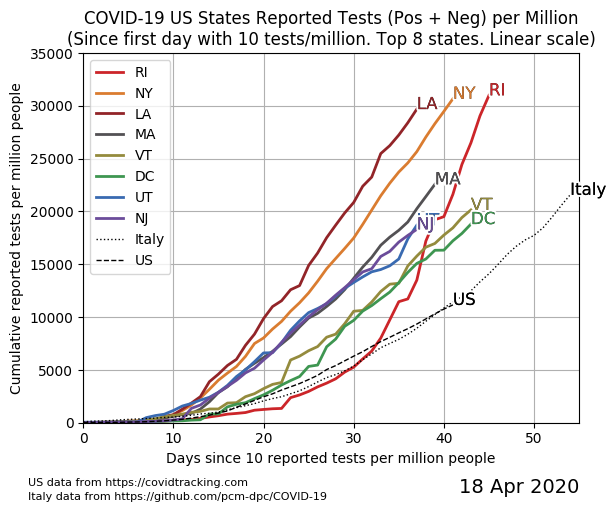 COVID-19 US States Reported Tests (Pos + Neg) per Million
(Since first day with 10 tests/million. Top 8 states. Linear scale)
Cumulative reported tests per million people
35000
30000
25000
20000
15000
10000
5000
0
RI
NY
LA
MA
VT
DC
UT
NJ
Italy
US
LA
NY
RI
MA
Italy
VT
UT
NJ
DC
US
0
10
20
30
40
50
Days since 10 reported tests per million people
US data from https://covidtracking.com
Italy data from https://github.com/pcm-dpc/COVID-19
18 Apr 2020